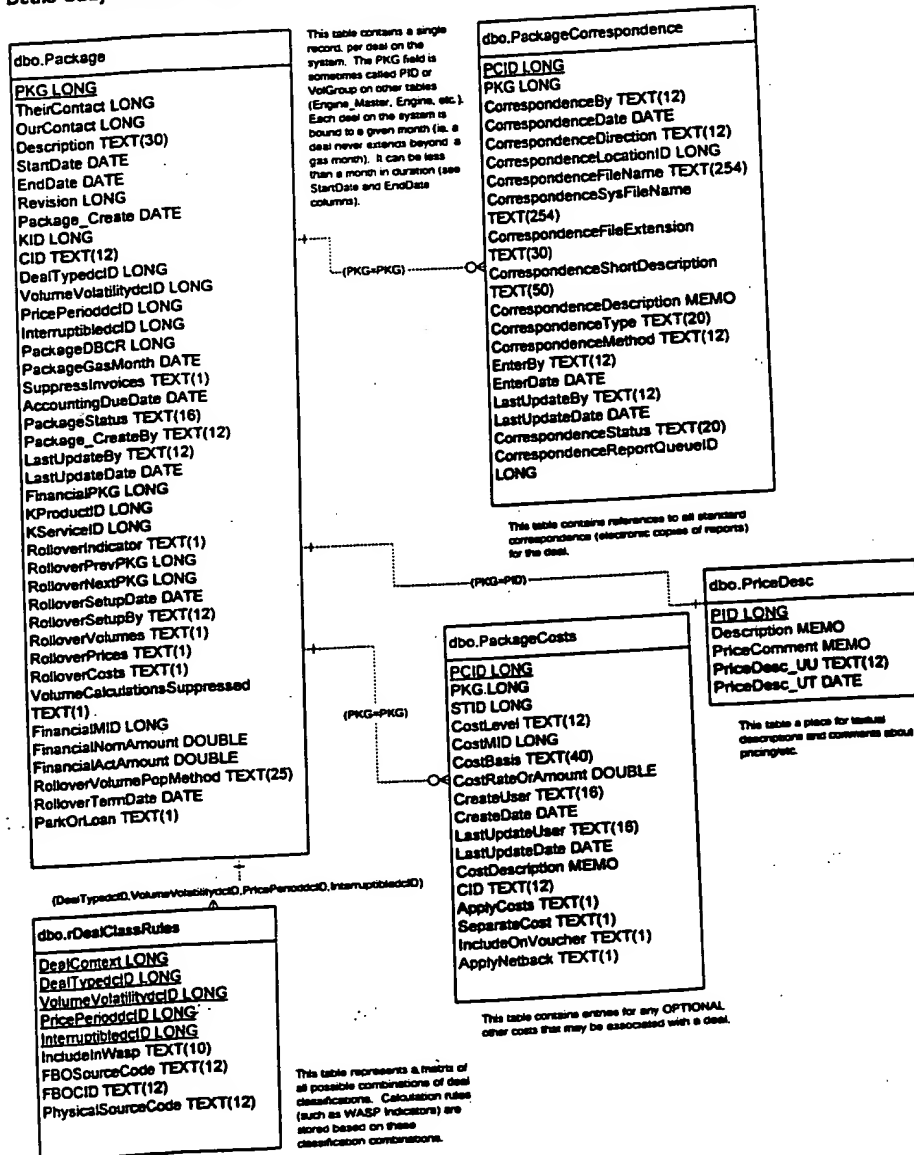 dbo.Package
PKG LONG
TheirContact LONG
OurContact LONG
Description TEXT(30)
StartDate DATE
EndDate DATE
Revision LONG
Package_Create DATE
KID LONG
CID TEXT(12)
DealTypedcID LONG
VolumeVolatilitydcID LONG
PricePerioddcID LONG
InterruptibledcID LONG
PackageDBCR LONG
PackageGasMonth DATE
SuppressInvoices TEXT(1)
AccountingDueDate DATE
PackageStatus TEXT(16)
Package_CreateBy TEXT(12)
LastUpdateBy TEXT(12)
LastUpdateDate DATE
FinancialPKG LONG
KProductID LONG
KServiceID LONG
RolloverIndicator TEXT(1)
RolloverPrevPKG LONG
RolloverNextPKG LONG
RolloverSetupDate DATE
RolloverSetupBy TEXT(12)
RolloverVolumes TEXT(1)
RolloverPrices TEXT(1)
RolloverCosts TEXT(1)
VolumeCalculationsSuppressed
TEXT(1)
FinancialMID LONG
FinancialNomAmount DOUBLE
FinancialActAmount DOUBLE
RolloverVolumePopMethod TEXT(25)
RolloverTermDate DATE
ParkOrLoan TEXT(1)
This table contains a single
record, per deal on the
system. The PKG field is
sometimes called PID or
VolGroup on other tables
(Engine_Master, Engine, etc.).
Each deal on the system is
bound to a given month (ie. a
deal never extends beyond a
gas month). It can be less
than a month in duration (see
StartDate and EndDate
columns).
(PKG=PKG)
dbo.PackageCorrespondence
PCID LONG
PKG LONG
CorrespondenceBy TEXT(12)
CorrespondenceDate DATE
CorrespondenceDirection TEXT(12)
CorrespondenceLocationID LONG
CorrespondenceFileName TEXT(254)
CorrespondenceSysFileName
TEXT(254)
CorrespondenceFileExtension
TEXT(30)
CorrespondenceShortDescription
TEXT(50)
CorrespondenceDescription MEMO
CorrespondenceType TEXT(20)
CorrespondenceMethod TEXT(12)
EnterBy TEXT(12)
EnterDate DATE
LastUpdateBy TEXT(12)
LastUpdateDate DATE
CorrespondenceStatus TEXT(20)
CorrespondenceReportQueueID
LONG
This table contains references to all standard
correspondence (electronic copies of reports)
for the deal.
(PKG=PID)
dbo.PriceDesc
PID LONG
Description MEMO
PriceComment MEMO
PriceDesc_UU TEXT(12)
PriceDesc_UT DATE
This table a place for textual
descriptions and comments about
pricing/etc.
(PKG=PKG)
dbo.PackageCosts
PCID LONG
PKG LONG
STID LONG
CostLevel TEXT(12)
CostMID LONG
CostBasis TEXT(40)
CostRateOrAmount DOUBLE
CreateUser TEXT(16)
CreateDate DATE
LastUpdateUser TEXT(16)
LastUpdateDate DATE
CostDescription MEMO
CID TEXT(12)
ApplyCosts TEXT(1)
SeparateCost TEXT(1)
IncludeOnVoucher TEXT(1)
ApplyNetback TEXT(1)
This table contains entries for any OPTIONAL
other costs that may be associated with a deal.
(DealTypedcID,VolumeVolatilitydcID,PricePerioddcID,InterruptibledcID)
dbo.rDealClassRules
DealContext LONG
DealTypedcID LONG
VolumeVolatilitydcID LONG
PricePerioddcID LONG
InterruptibledcID LONG
IncludeInWasp TEXT(10)
FBOSourceCode TEXT(12)
FBOCID TEXT(12)
PhysicalSourceCode TEXT(12)
This table represents a matrix of
all possible combinations of deal
classifications. Calculation rules
(such as WASP Indicators) are
stored based on these
classification combinations.